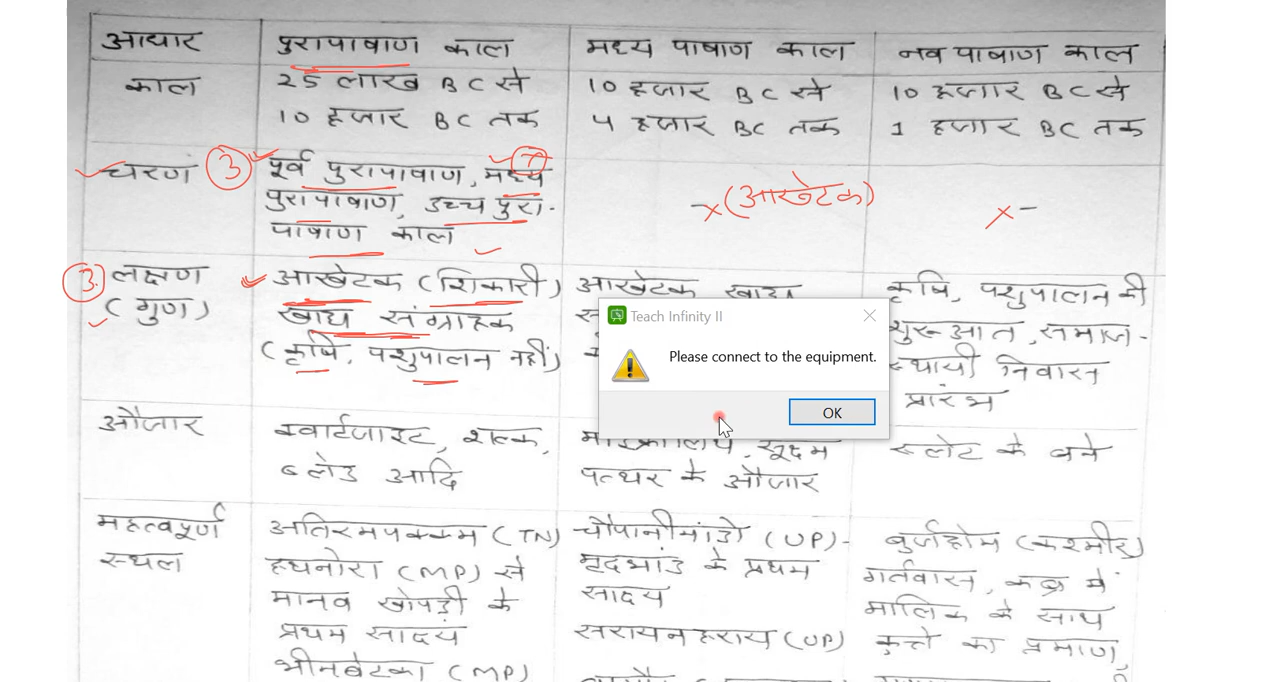 आधार पुरापाषाण काल मध्य पाषाण काल नव पाषाण काल
काल 25 लाख BC से 10 हजार BC से 10 हजार BC से
10 हजार BC तक 4 हजार BC तक 1 हजार BC तक
चरण 3 पूर्व पुरापाषाण, मध्य
पुरापाषाण, उच्च पुरा-
पाषाण काल
x (आखेटक) x -
3. लक्षण आखेटक (शिकारी) आखेटक खाद्य कृषि, पशुपालन की
(गुण) खाद्य संग्राहक शुरूआत, समाज-
(कृषि, पशुपालन नहीं) स्थायी निवास
प्रारंभ
Teach Infinity II
Please connect to the equipment.
OK
औजार क्वार्टजाइट, शल्क, माइक्रोलिथ, सूक्ष्म स्लेट के बने
ब्लेड आदि पत्थर के औजार
महत्वपूर्ण अतिरमपक्कम (TN) चौपानीमांडो (UP)- बुर्जहोम (कश्मीर)
स्थल हथनोरा (MP) से मृदभांड के प्रथम गर्तवास, कब्र में
मानव खोपड़ी के साक्ष्य मालिक के साथ
प्रथम साक्ष्य सरायनहराय (UP) कुत्ते का प्रमाण,
भीमबेटका (MP)